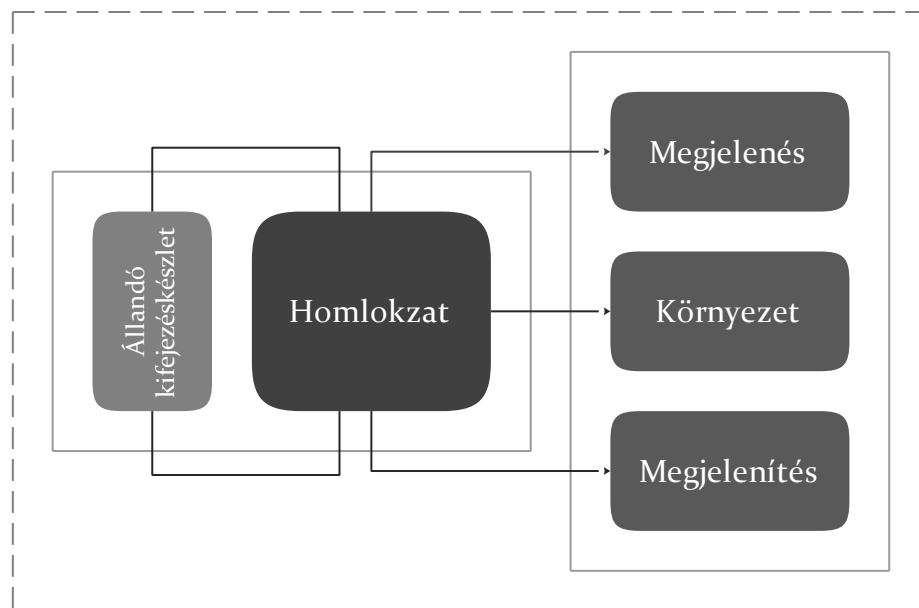 Megjelenés
Állandó
kifejezéskészlet
Homlokzat
Környezet
Megjelenítés